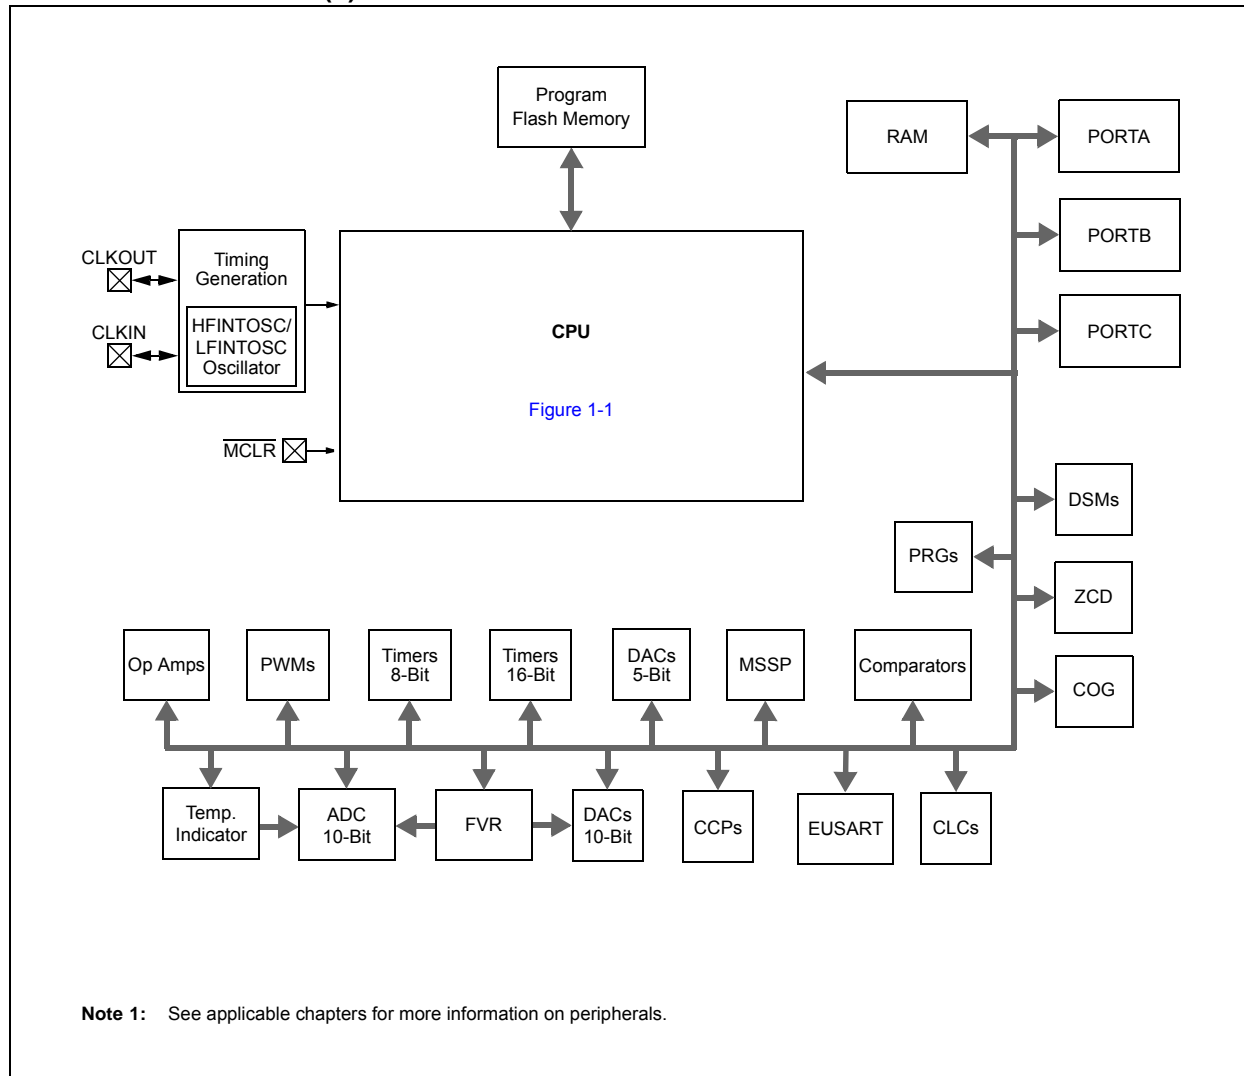 Program
Flash Memory
RAM
PORTA
PORTB
PORTC
CLKOUT
Timing
Generation
CLKIN
HFINTOSC/
LFINTOSC
Oscillator
CPU
Figure 1-1
MCLR
DSMs
PRGs
ZCD
COG
Op Amps
PWMs
Timers
8-Bit
Timers
16-Bit
DACs
5-Bit
MSSP
Comparators
Temp.
Indicator
ADC
10-Bit
FVR
DACs
10-Bit
CCPs
EUSART
CLCs
Note 1: See applicable chapters for more information on peripherals.